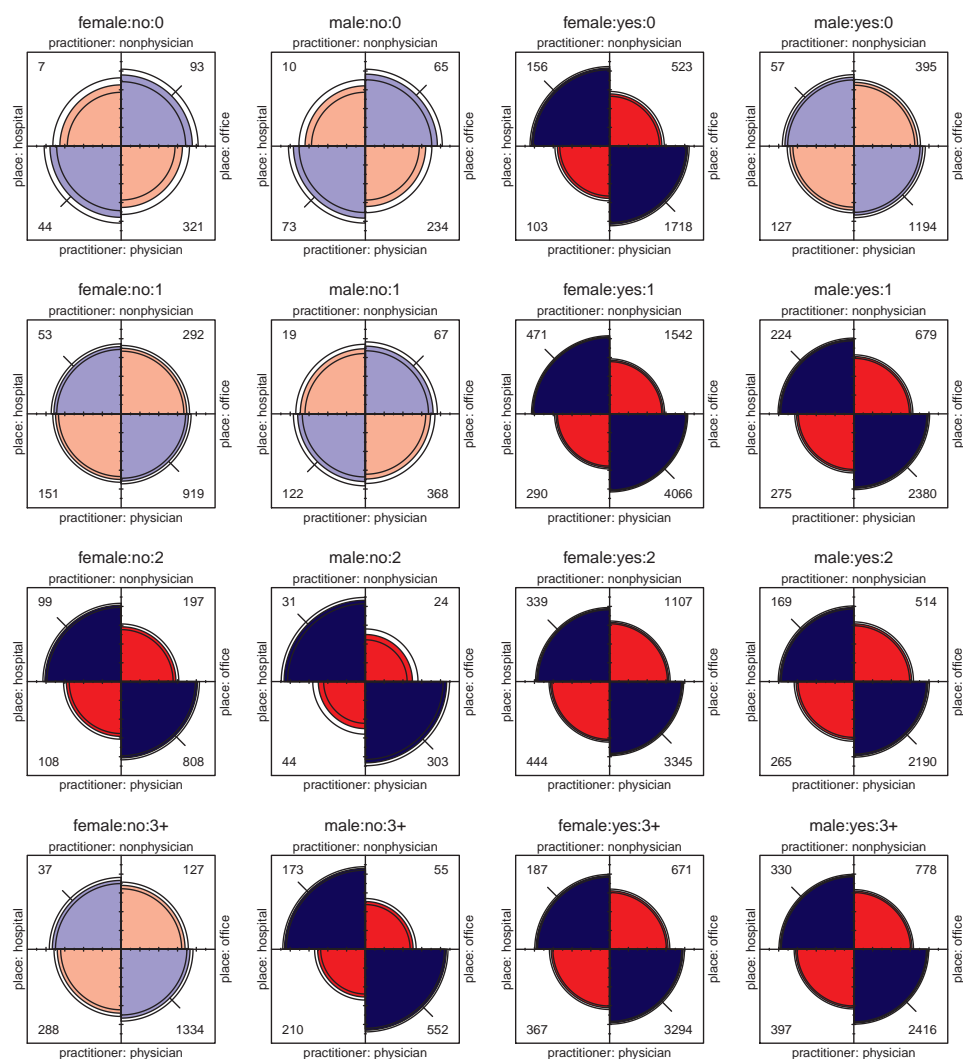 female:no:0
practitioner: nonphysician
7 93
place: hospital
place: office
44 321
practitioner: physician
male:no:0
practitioner: nonphysician
10 65
place: hospital
place: office
73 234
practitioner: physician
female:yes:0
practitioner: nonphysician
156 523
place: hospital
place: office
103 1718
practitioner: physician
male:yes:0
practitioner: nonphysician
57 395
place: hospital
place: office
127 1194
practitioner: physician
female:no:1
practitioner: nonphysician
53 292
place: hospital
place: office
151 919
practitioner: physician
male:no:1
practitioner: nonphysician
19 67
place: hospital
place: office
122 368
practitioner: physician
female:yes:1
practitioner: nonphysician
471 1542
place: hospital
place: office
290 4066
practitioner: physician
male:yes:1
practitioner: nonphysician
224 679
place: hospital
place: office
275 2380
practitioner: physician
female:no:2
practitioner: nonphysician
99 197
place: hospital
place: office
108 808
practitioner: physician
male:no:2
practitioner: nonphysician
31 24
place: hospital
place: office
44 303
practitioner: physician
female:yes:2
practitioner: nonphysician
339 1107
place: hospital
place: office
444 3345
practitioner: physician
male:yes:2
practitioner: nonphysician
169 514
place: hospital
place: office
265 2190
practitioner: physician
female:no:3+
practitioner: nonphysician
37 127
place: hospital
place: office
288 1334
practitioner: physician
male:no:3+
practitioner: nonphysician
173 55
place: hospital
place: office
210 552
practitioner: physician
female:yes:3+
practitioner: nonphysician
187 671
place: hospital
place: office
367 3294
practitioner: physician
male:yes:3+
practitioner: nonphysician
330 778
place: hospital
place: office
397 2416
practitioner: physician